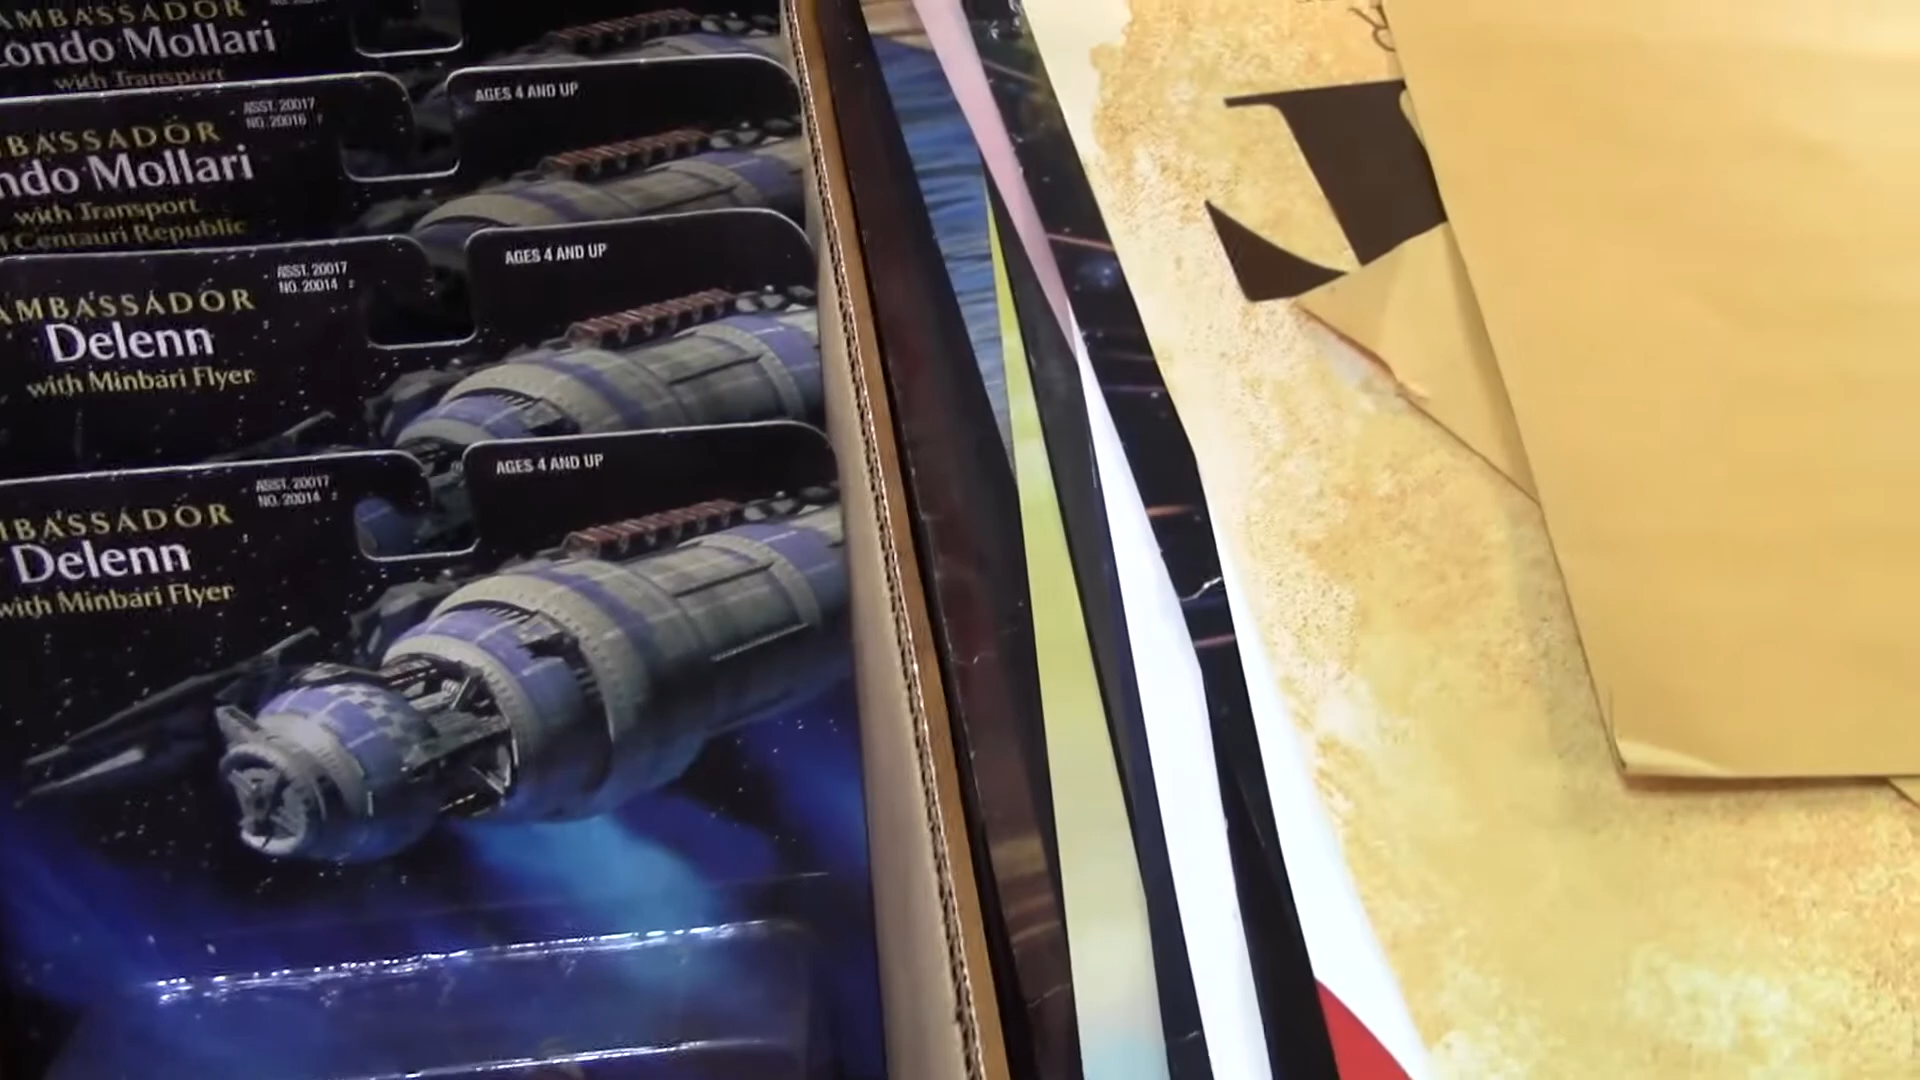 AMBASSADOR
Londo Mollari
with Transport
ASST. 20017
NO. 20016
AGES 4 AND UP
BASSADOR
ndo Mollari
with Transport
Centauri Republic
ASST. 20017
NO. 20014
AGES 4 AND UP
AMBASSADOR
Delenn
with Minbari Flyer
ASST. 20017
NO. 20014
AGES 4 AND UP
BASSADOR
Delenn
with Minbari Flyer